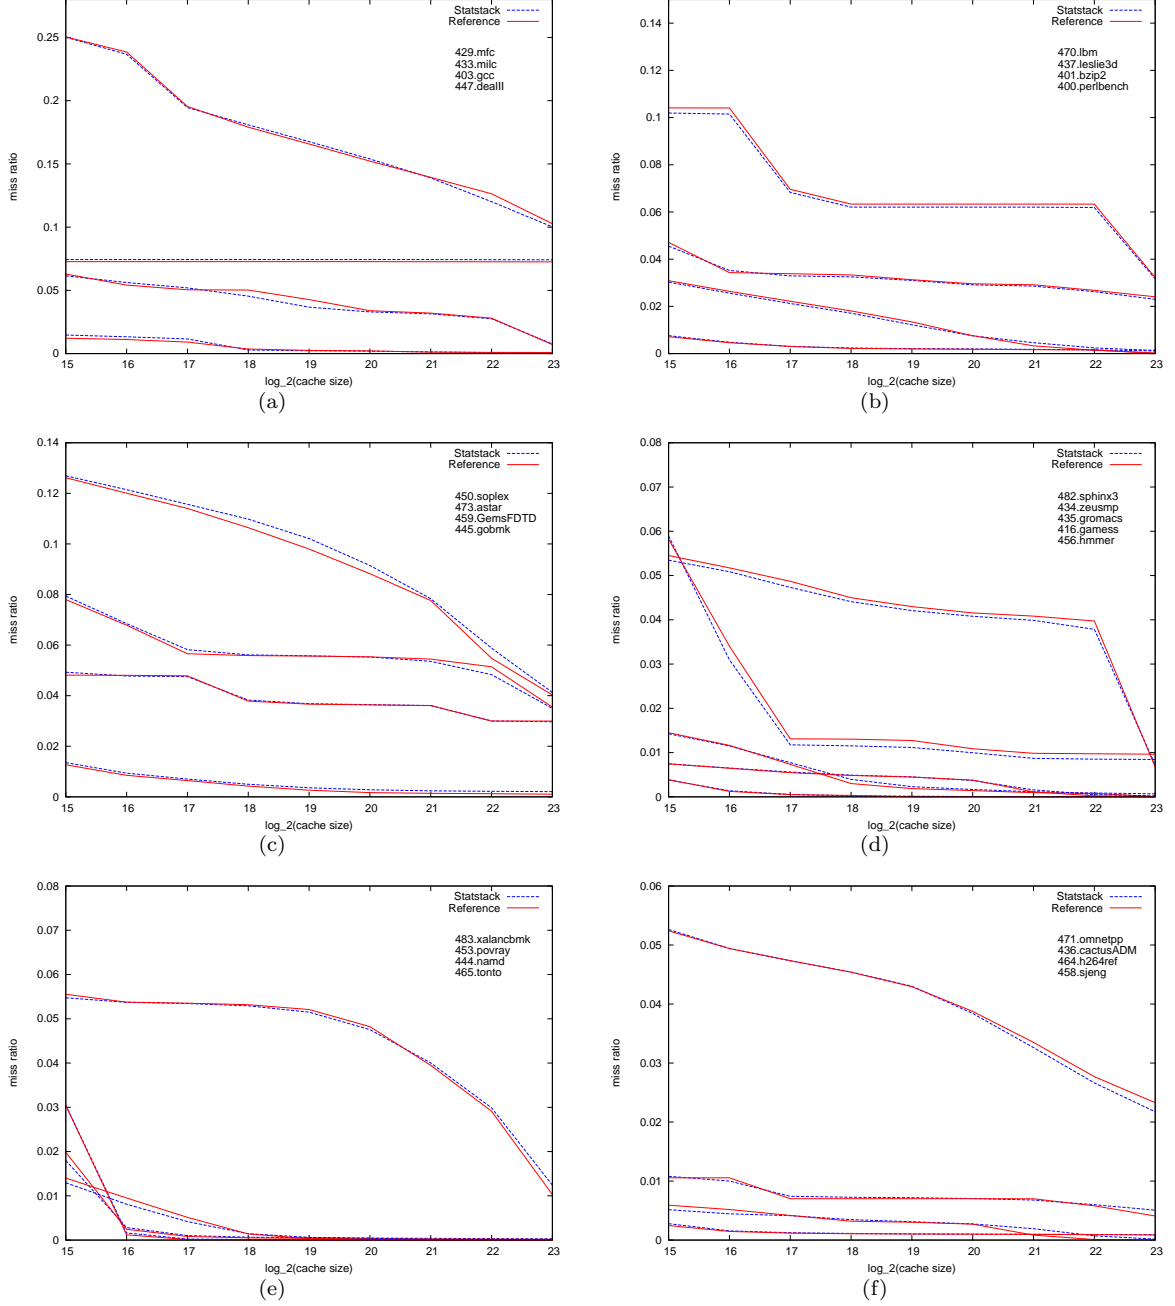 Statstack
Reference
429.mfc
433.milc
403.gcc
447.dealII
0.25
0.2
0.15
0.1
0.05
0
miss ratio
15 16 17 18 19 20 21 22 23
log_2(cache size)
(a)
Statstack
Reference
470.lbm
437.leslie3d
401.bzip2
400.perlbench
0.14
0.12
0.1
0.08
0.06
0.04
0.02
0
miss ratio
15 16 17 18 19 20 21 22 23
log_2(cache size)
(b)
Statstack
Reference
450.soplex
473.astar
459.GemsFDTD
445.gobmk
0.14
0.12
0.1
0.08
0.06
0.04
0.02
0
miss ratio
15 16 17 18 19 20 21 22 23
log_2(cache size)
(c)
Statstack
Reference
482.sphinx3
434.zeusmp
435.gromacs
416.gamess
456.hmmer
0.08
0.07
0.06
0.05
0.04
0.03
0.02
0.01
0
miss ratio
15 16 17 18 19 20 21 22 23
log_2(cache size)
(d)
Statstack
Reference
483.xalancbmk
453.povray
444.namd
465.tonto
0.08
0.07
0.06
0.05
0.04
0.03
0.02
0.01
0
miss ratio
15 16 17 18 19 20 21 22 23
log_2(cache size)
(e)
Statstack
Reference
471.omnetpp
436.cactusADM
464.h264ref
458.sjeng
0.06
0.05
0.04
0.03
0.02
0.01
0
miss ratio
15 16 17 18 19 20 21 22 23
log_2(cache size)
(f)